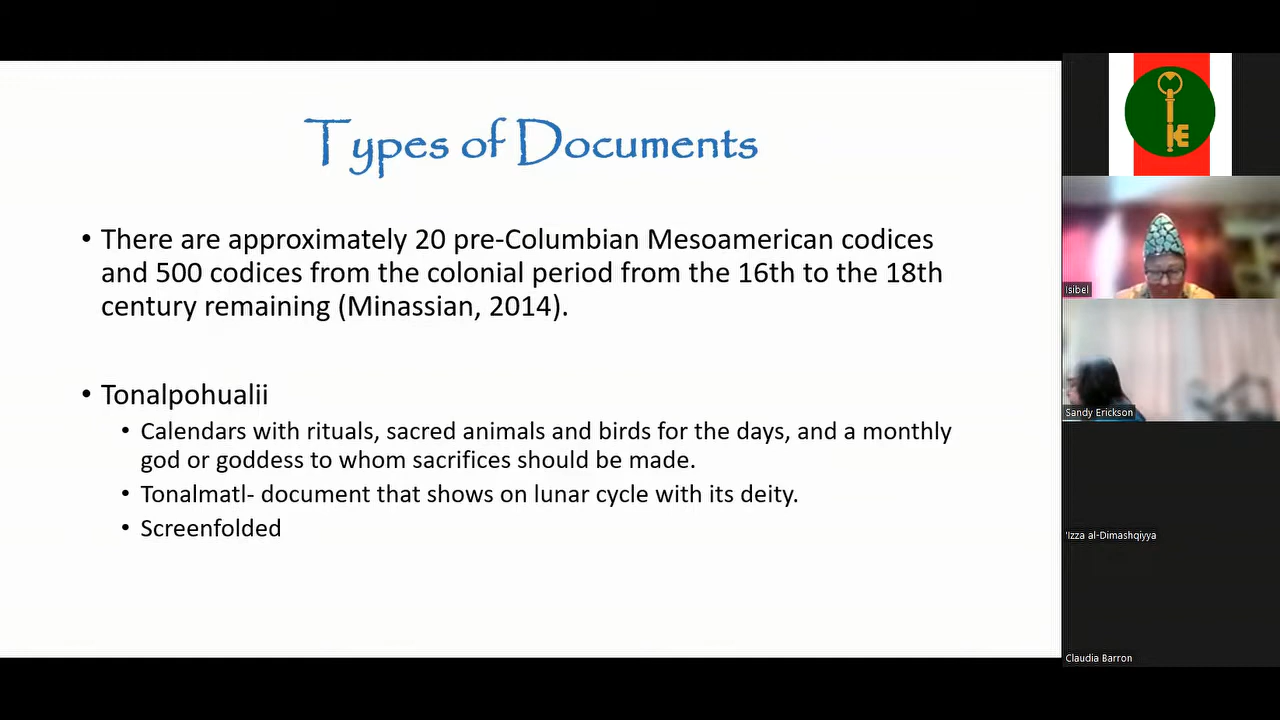 Types of Documents
• There are approximately 20 pre-Columbian Mesoamerican codices
and 500 codices from the colonial period from the 16th to the 18th
century remaining (Minassian, 2014).
• Tonalpohualii
• Calendars with rituals, sacred animals and birds for the days, and a monthly
god or goddess to whom sacrifices should be made.
• Tonalmatl- document that shows on lunar cycle with its deity.
• Screenfolded
Isibel
Sandy Erickson
'Izza al-Dimashqiyya
Claudia Barron